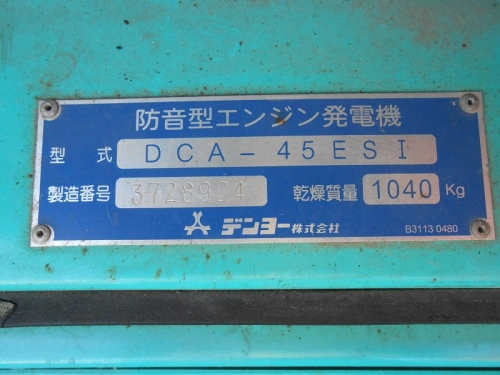 防音型エンジン発電機
型式 DCA-45ESI
製造番号 3728924 乾燥質量 1040 Kg
デンヨー株式会社 B3113 0480